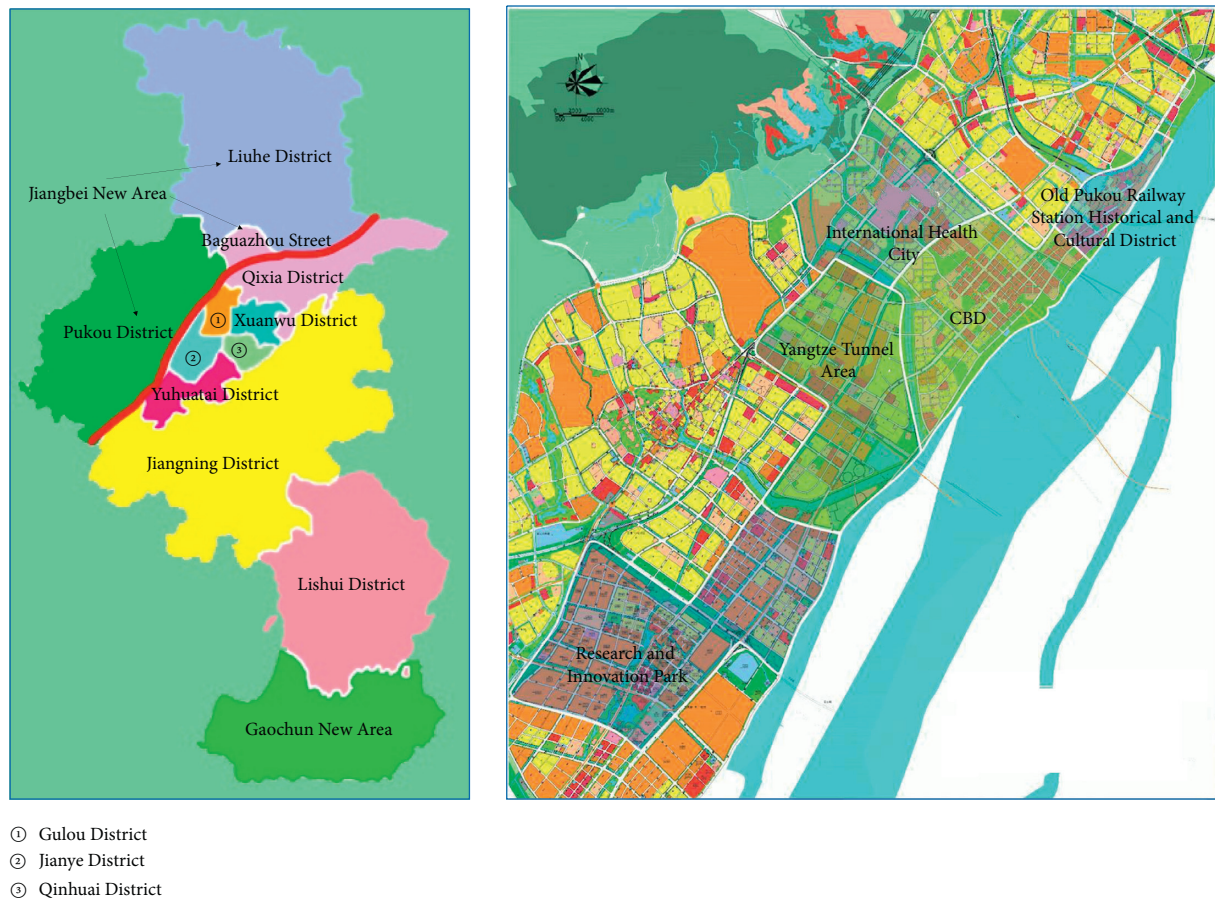 Liuhe District
Jiangbei New Area
Baguazhou Street
Qixia District
①
Xuanwu District
Pukou District
②
③
Yuhuatai District
Jiangning District
Lishui District
Gaochun New Area
① Gulou District
② Jianye District
③ Qinhuai District
N
Old Pukou Railway
Station Historical and
Cultural District
International Health
City
CBD
Yangtze Tunnel
Area
Research and
Innovation Park